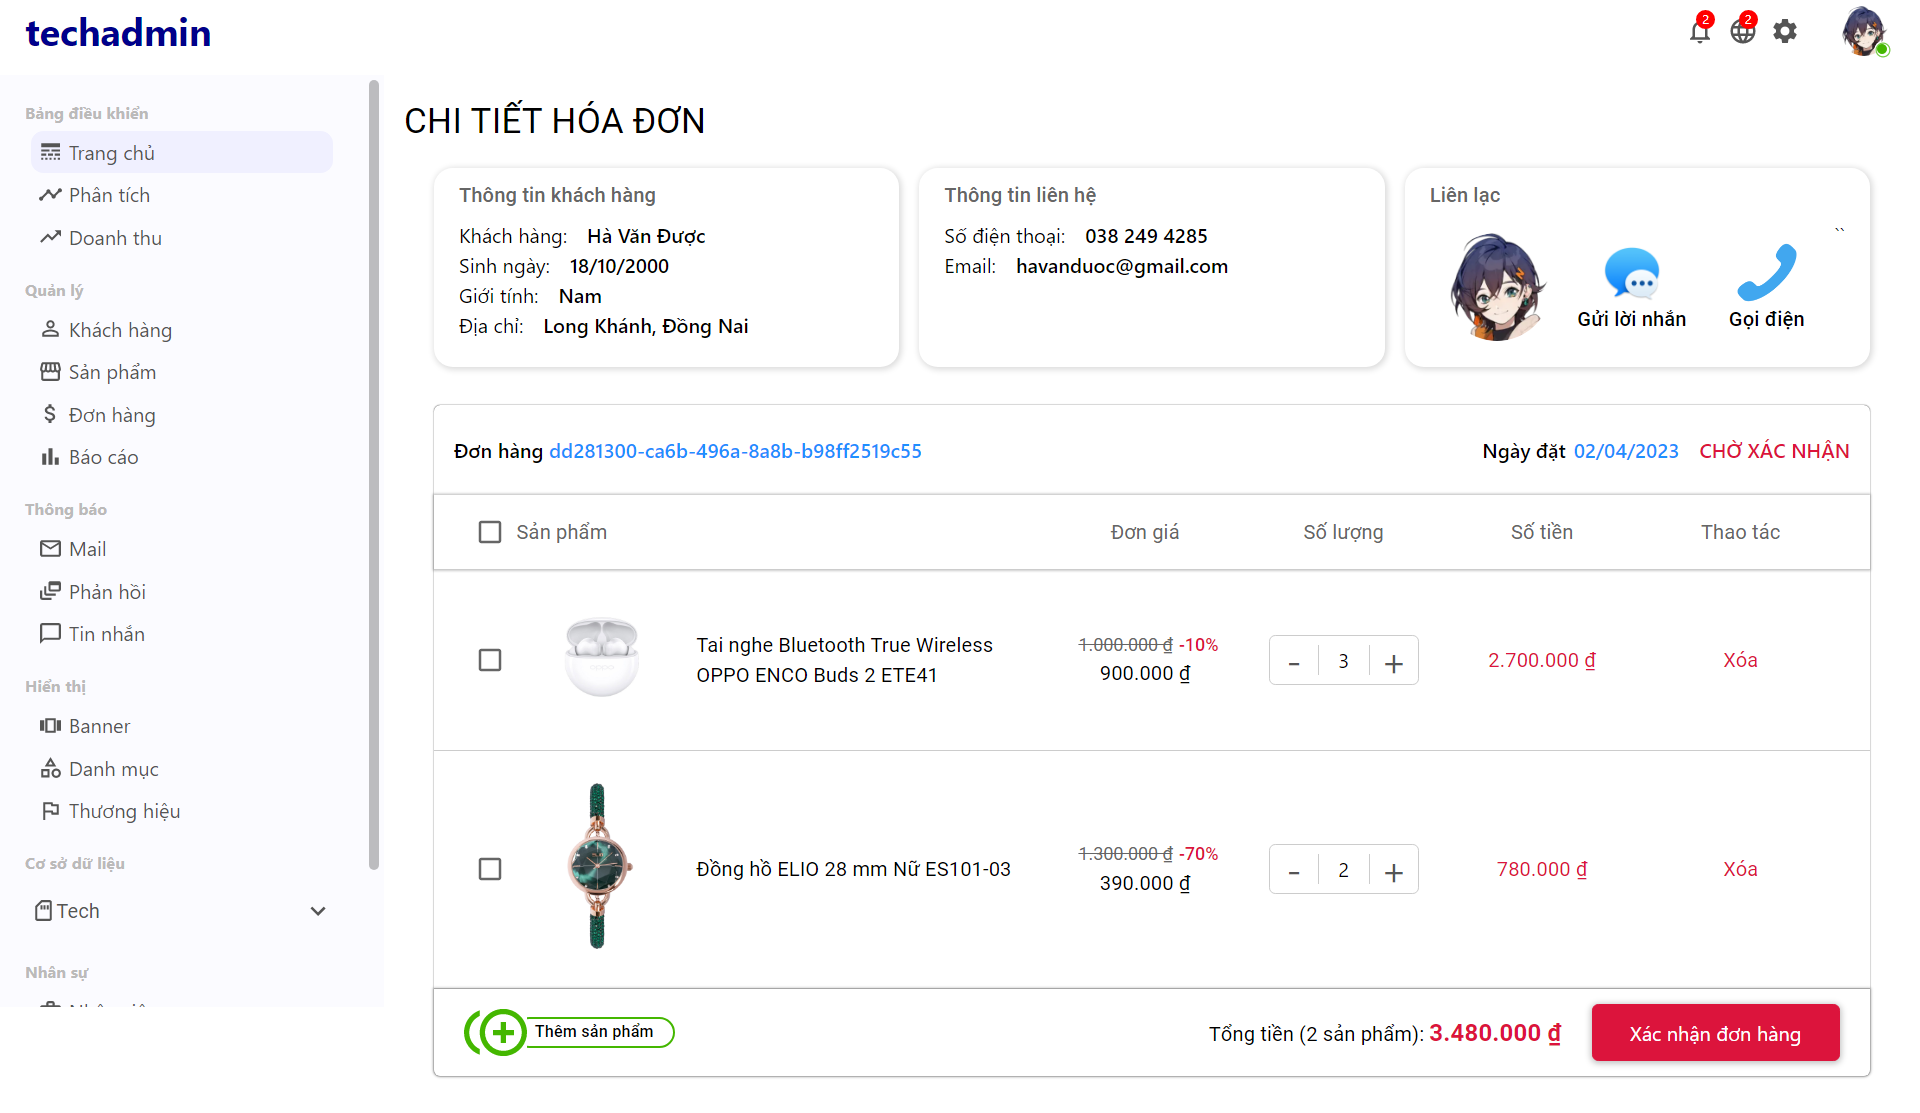 techadmin
2
2
Bảng điều khiển
Trang chủ
Phân tích
Doanh thu
Quản lý
Khách hàng
Sản phẩm
Đơn hàng
Báo cáo
Thông báo
Mail
Phản hồi
Tin nhắn
Hiển thị
Banner
Danh mục
Thương hiệu
Cơ sở dữ liệu
Tech
Nhân sự
CHI TIẾT HÓA ĐƠN
Thông tin khách hàng
Khách hàng: Hà Văn Được
Sinh ngày: 18/10/2000
Giới tính: Nam
Địa chỉ: Long Khánh, Đồng Nai
Thông tin liên hệ
Số điện thoại: 038 249 4285
Email: havanduoc@gmail.com
Liên lạc
``
Gửi lời nhắn
Gọi điện
Đơn hàng dd281300-ca6b-496a-8a8b-b98ff2519c55
Ngày đặt 02/04/2023 CHỜ XÁC NHẬN
Sản phẩm Đơn giá Số lượng Số tiền Thao tác
Tai nghe Bluetooth True Wireless
OPPO ENCO Buds 2 ETE41
1.000.000 ₫ -10%
900.000 ₫
- 3 +
2.700.000 ₫
Xóa
Đồng hồ ELIO 28 mm Nữ ES101-03
1.300.000 ₫ -70%
390.000 ₫
- 2 +
780.000 ₫
Xóa
Thêm sản phẩm
Tổng tiền (2 sản phẩm): 3.480.000 ₫
Xác nhận đơn hàng